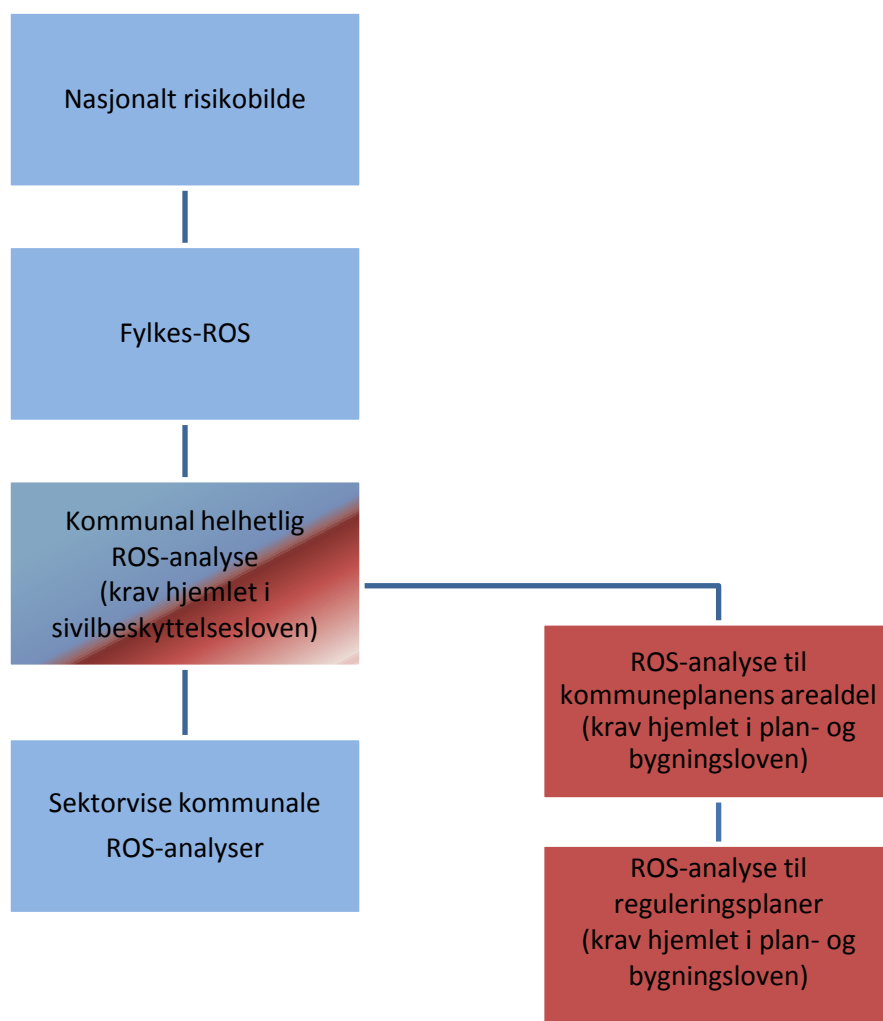 Nasjonalt risikobilde
Fylkes-ROS
Kommunal helhetlig
ROS-analyse
(krav hjemlet i
sivilbeskyttelsesloven)
Sektorvise kommunale
ROS-analyser
ROS-analyse til
kommuneplanens arealdel
(krav hjemlet i plan- og
bygningsloven)
ROS-analyse til
reguleringsplaner
(krav hjemlet i plan- og
bygningsloven)